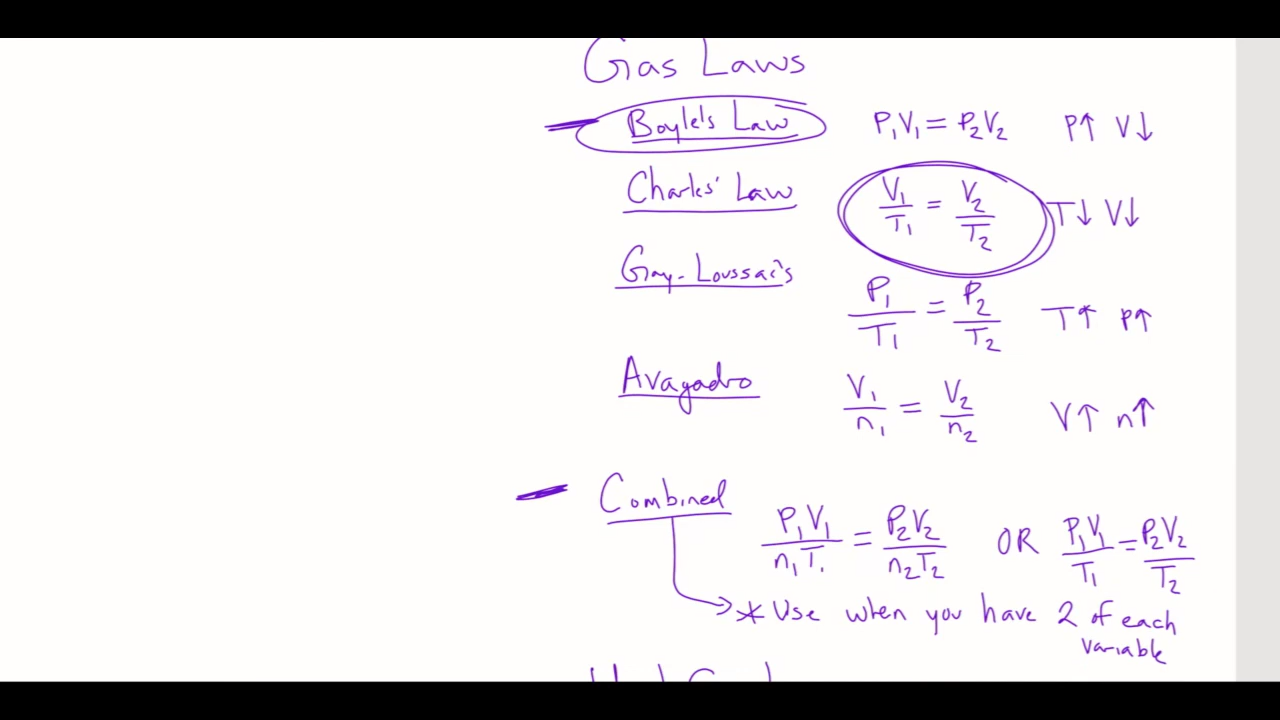 Gas Laws
Boyle's Law P₁V₁ = P₂V₂ P↑ V↓
Charles' Law V₁/T₁ = V₂/T₂ T↓ V↓
Gay-Loussac's P₁/T₁ = P₂/T₂ T↑ P↑
Avagadro V₁/n₁ = V₂/n₂ V↑ n↑
Combined P₁V₁/n₁T₁ = P₂V₂/n₂T₂ OR P₁V₁/T₁ = P₂V₂/T₂
* Use when you have 2 of each
variable